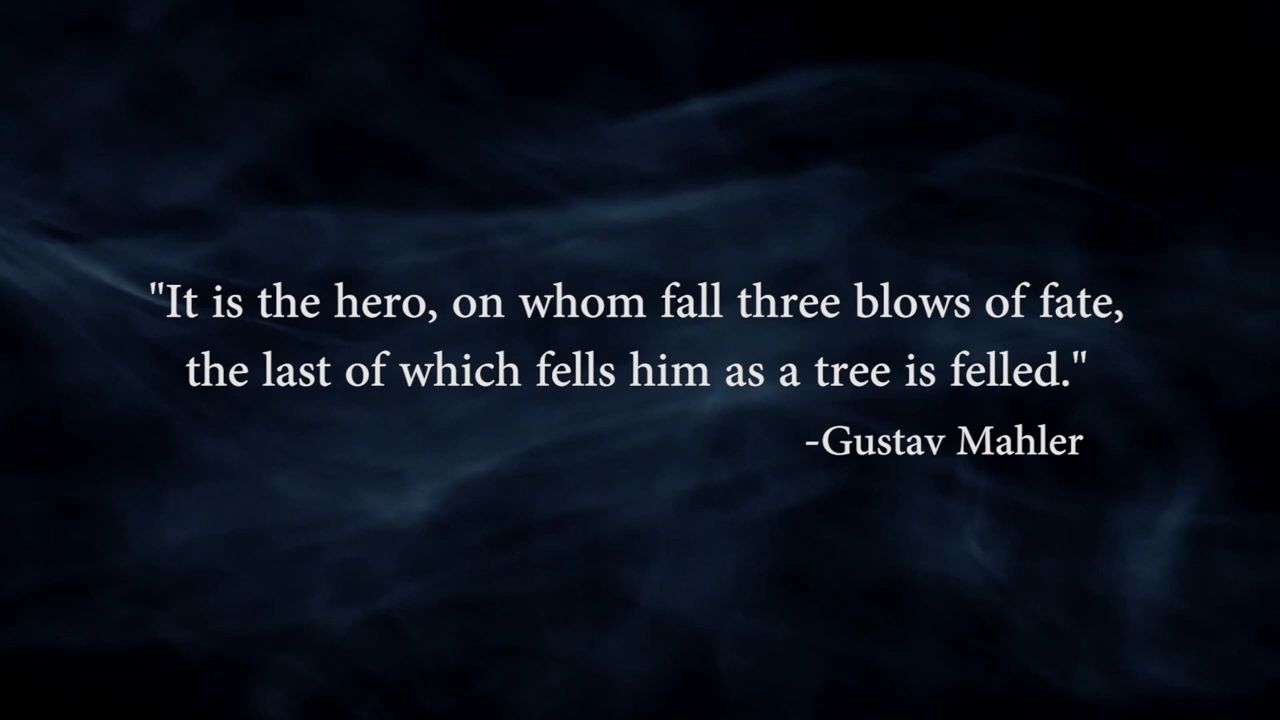 "It is the hero, on whom fall three blows of fate,
the last of which fells him as a tree is felled."
-Gustav Mahler